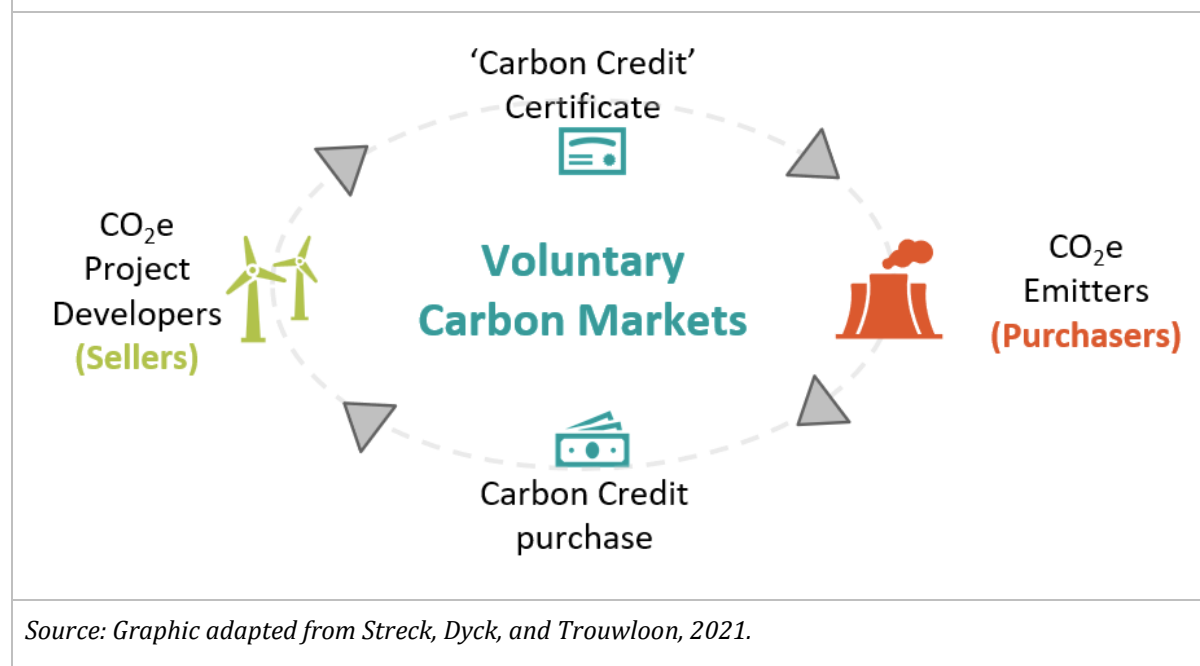 ‘Carbon Credit’
Certificate
CO₂e
Project
Developers
(Sellers)
Voluntary
Carbon Markets
CO₂e
Emitters
(Purchasers)
Carbon Credit
purchase
Source: Graphic adapted from Streck, Dyck, and Trouwloon, 2021.